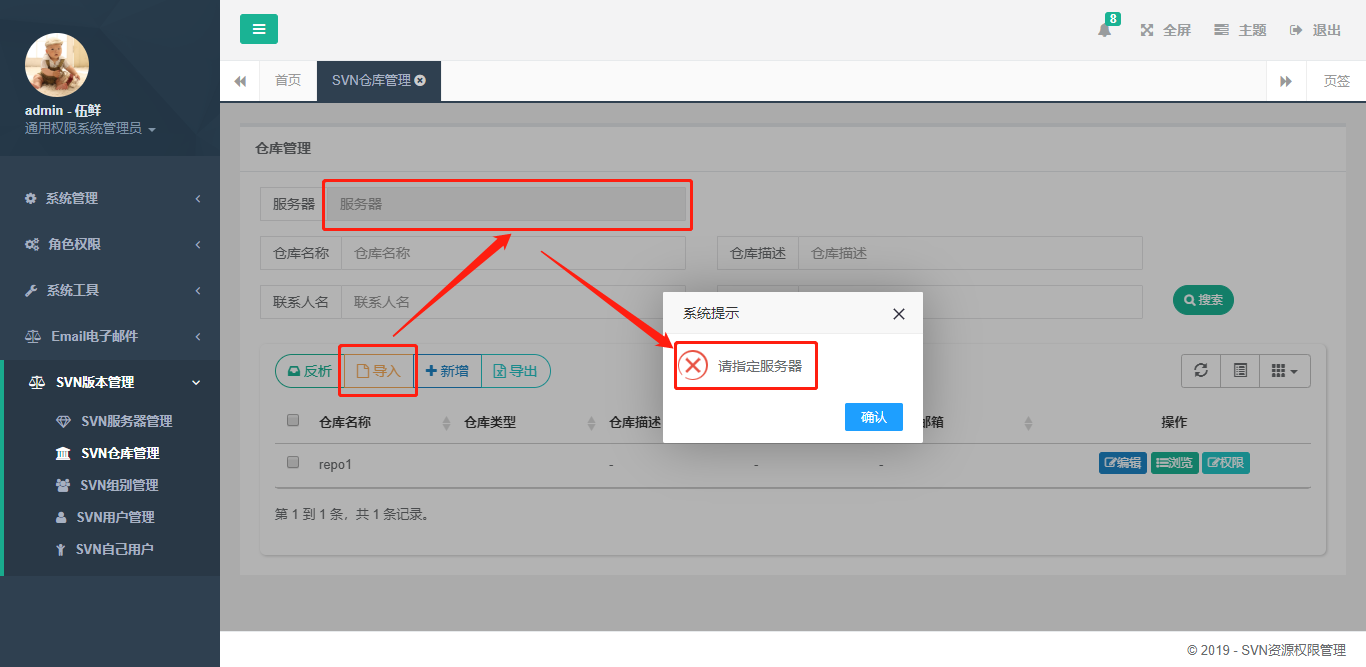 8
全屏
主题
退出
admin - 伍鲜
通用权限系统管理员
首页
SVN仓库管理
页签
系统管理
角色权限
系统工具
Email电子邮件
SVN版本管理
SVN服务器管理
SVN仓库管理
SVN组别管理
SVN用户管理
SVN自己用户
仓库管理
服务器 服务器
仓库名称 仓库名称
仓库描述 仓库描述
联系人名 联系人名
搜索
反析 导入 新增 导出
仓库名称 仓库类型 仓库描述 邮箱 操作
repo1 - - - 编辑 浏览 权限
第 1 到 1 条，共 1 条记录。
系统提示
请指定服务器
确认
© 2019 - SVN资源权限管理